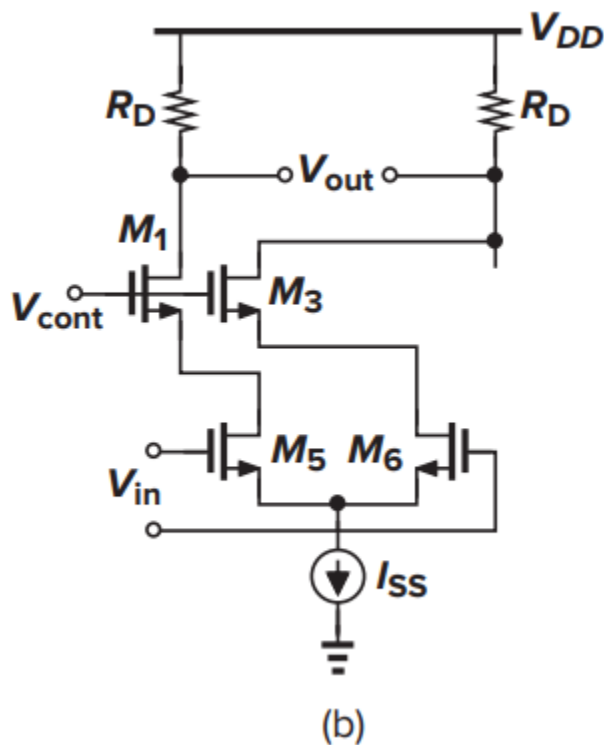 V_DD
R_D R_D
V_out
M_1
M_3
V_cont
M_5 M_6
V_in
I_SS
(b)